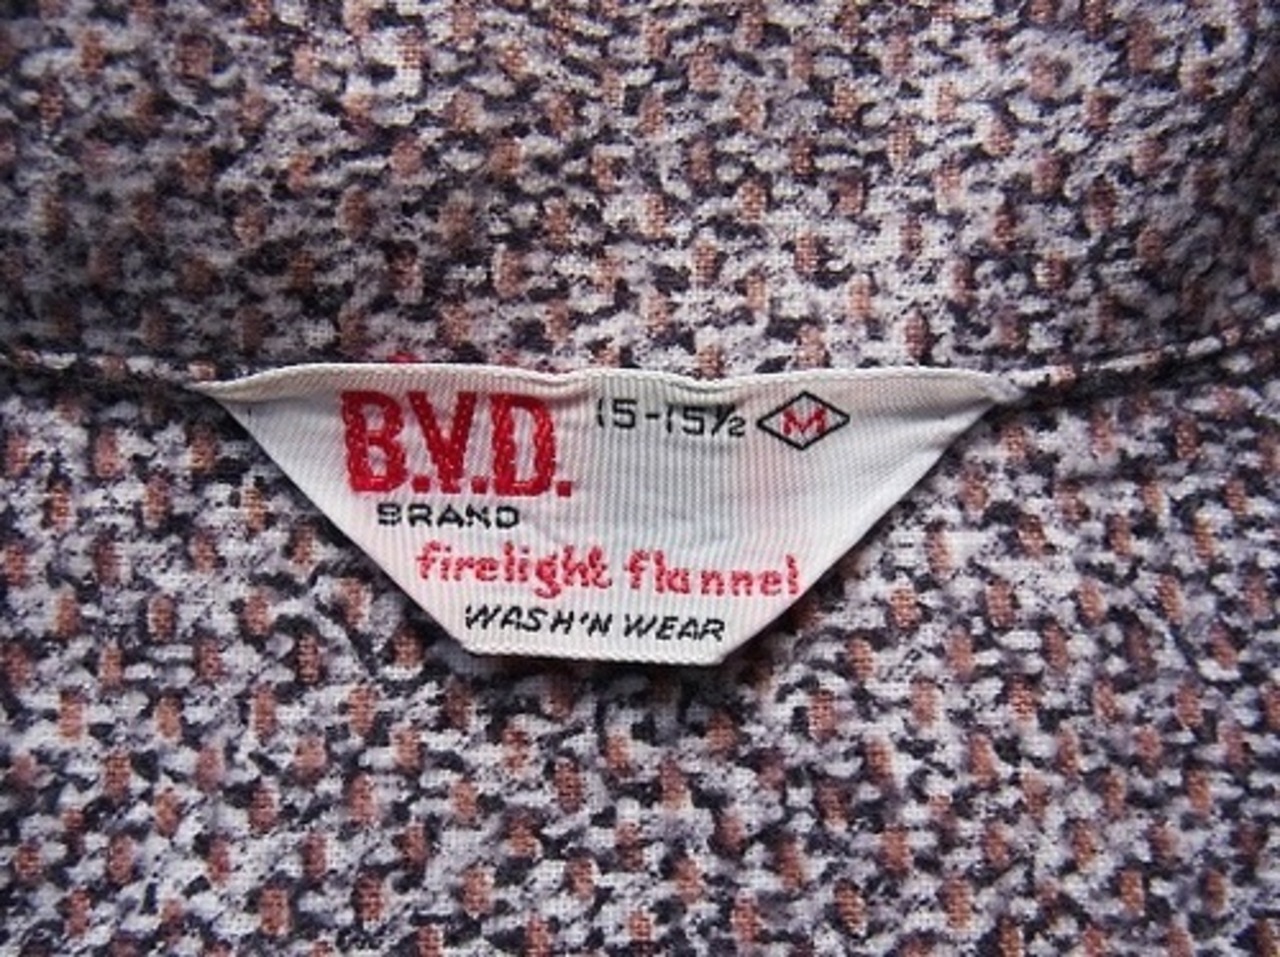 B.V.D. 15-15½ M
BRAND
firelight flannel
WASH'N WEAR